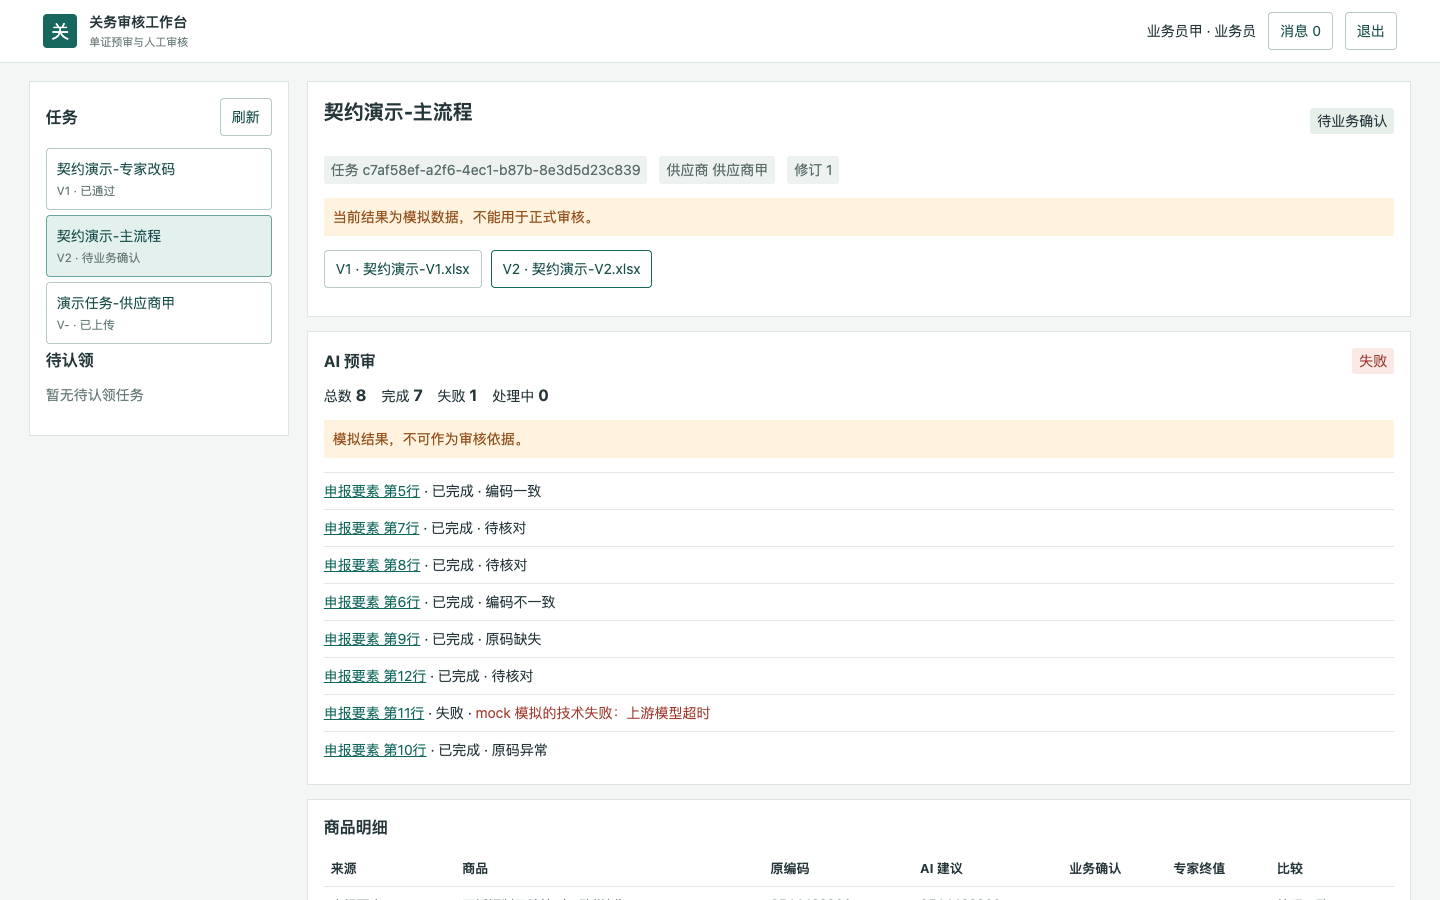 关
关务审核工作台
单证预审与人工审核
业务员甲 · 业务员
消息 0
退出
任务
刷新
契约演示-专家改码
V1 · 已通过
契约演示-主流程
V2 · 待业务确认
演示任务-供应商甲
V- · 已上传
待认领
暂无待认领任务
契约演示-主流程
待业务确认
任务 c7af58ef-a2f6-4ec1-b87b-8e3d5d23c839
供应商 供应商甲
修订 1
当前结果为模拟数据，不能用于正式审核。
V1 · 契约演示-V1.xlsx
V2 · 契约演示-V2.xlsx
AI 预审
失败
总数 8 完成 7 失败 1 处理中 0
模拟结果，不可作为审核依据。
申报要素 第5行 · 已完成 · 编码一致
申报要素 第7行 · 已完成 · 待核对
申报要素 第8行 · 已完成 · 待核对
申报要素 第6行 · 已完成 · 编码不一致
申报要素 第9行 · 已完成 · 原码缺失
申报要素 第12行 · 已完成 · 待核对
申报要素 第11行 · 失败 · mock 模拟的技术失败：上游模型超时
申报要素 第10行 · 已完成 · 原码异常
商品明细
来源 商品 原编码 AI 建议 业务确认 专家终值 比较